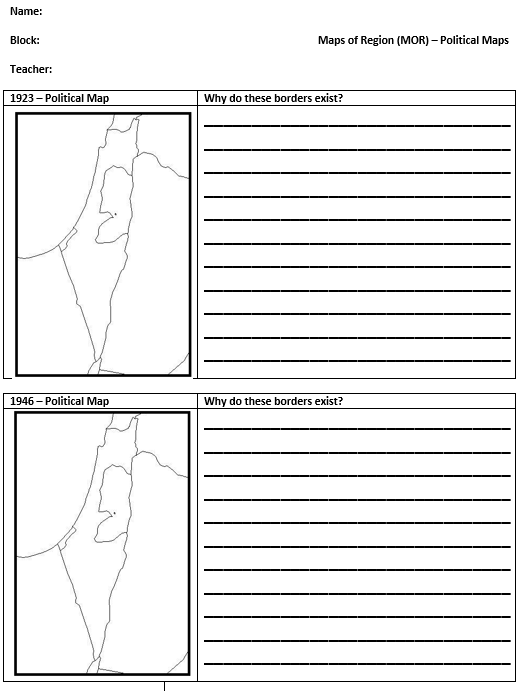 Name:
Block: Maps of Region (MOR) – Political Maps
Teacher:
1923 – Political Map Why do these borders exist?
1946 – Political Map Why do these borders exist?